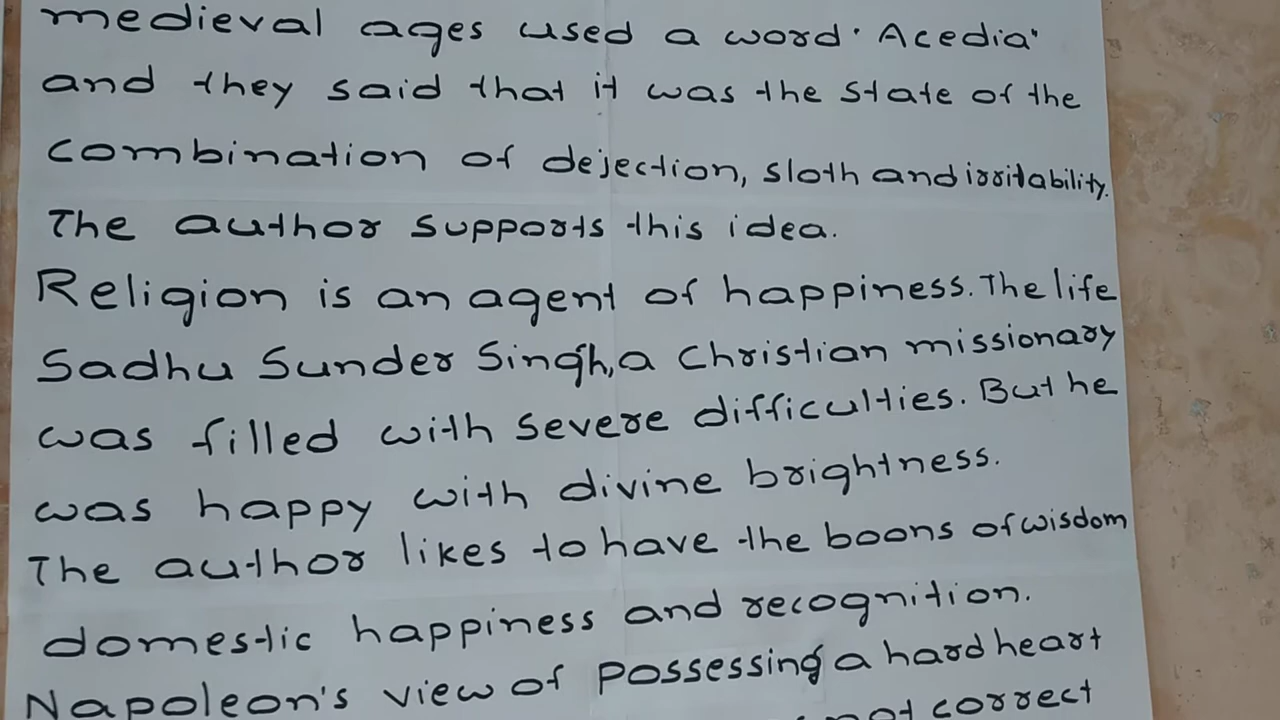 medieval ages used a word 'Acedia'
and they said that it was the state of the
combination of dejection, sloth and irritability.
The author supports this idea.
Religion is an agent of happiness. The life
Sadhu Sunder Singh, a Christian missionary
was filled with severe difficulties. But he
was happy with divine brightness.
The author likes to have the boons of wisdom
domestic happiness and recognition.
Napoleon's view of possessing a hard heart
not correct